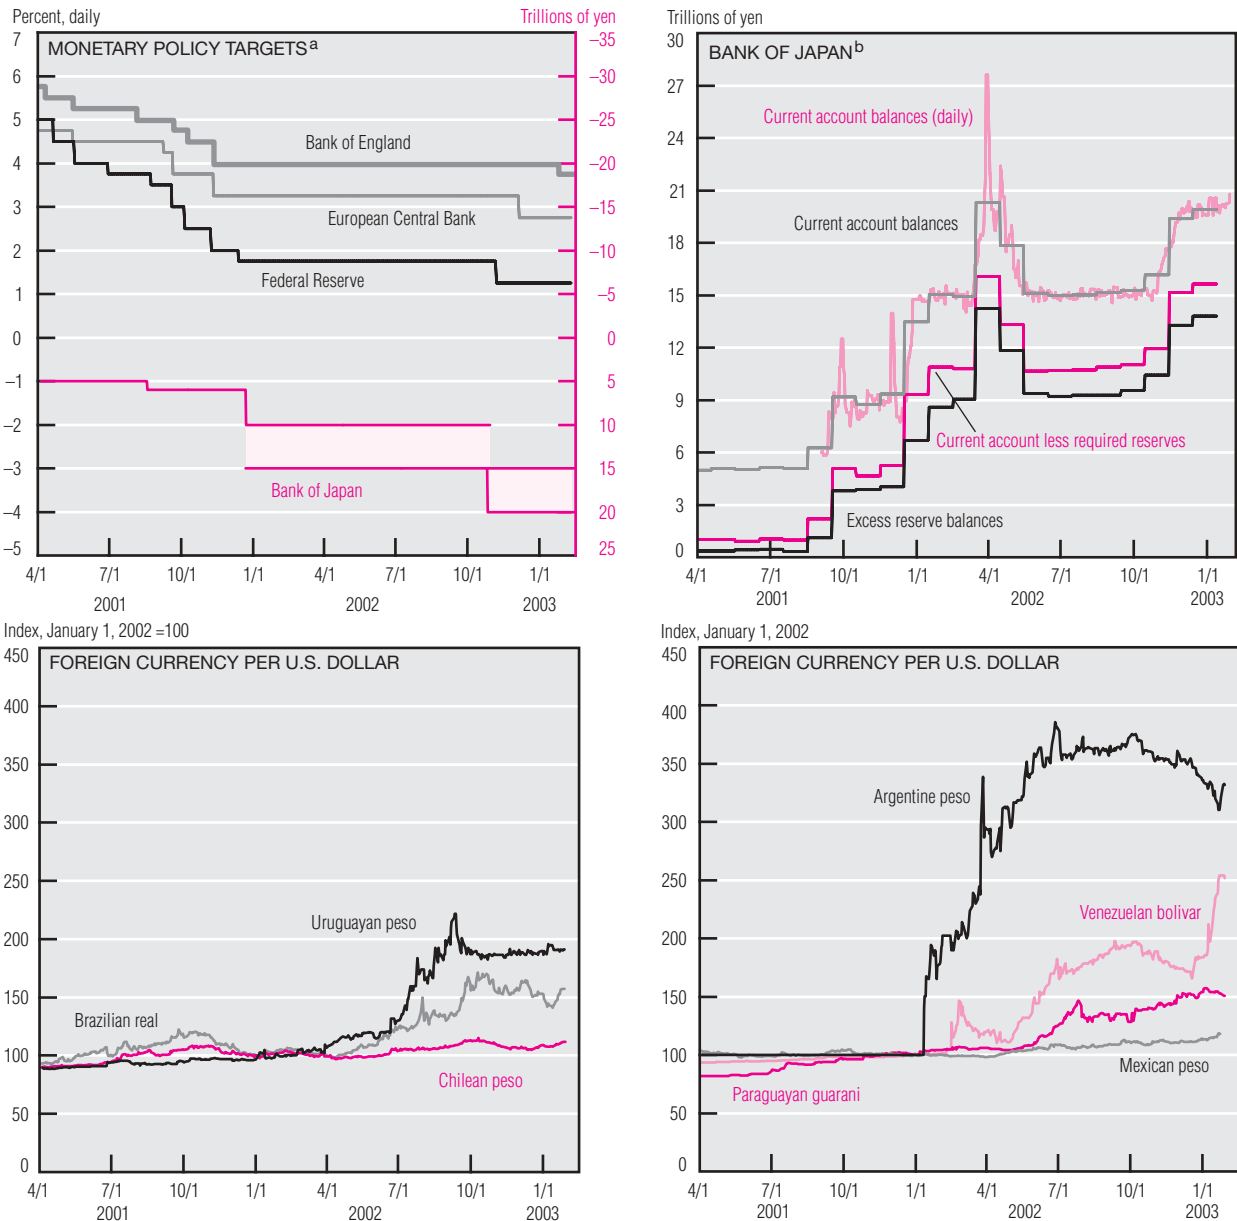 Percent, daily
Trillions of yen
MONETARY POLICY TARGETS a
7
6
5
4
3
2
1
0
–1
–2
–3
–4
–5
–35
–30
–25
–20
–15
–10
–5
0
5
10
15
20
25
Bank of England
European Central Bank
Federal Reserve
Bank of Japan
4/1 7/1 10/1 1/1 4/1 7/1 10/1 1/1
2001 2002 2003
Trillions of yen
BANK OF JAPAN b
30
27
24
21
18
15
12
9
6
3
0
Current account balances (daily)
Current account balances
Current account less required reserves
Excess reserve balances
4/1 7/1 10/1 1/1 4/1 7/1 10/1 1/1
2001 2002 2003
Index, January 1, 2002 =100
FOREIGN CURRENCY PER U.S. DOLLAR
450
400
350
300
250
200
150
100
50
0
Uruguayan peso
Brazilian real
Chilean peso
4/1 7/1 10/1 1/1 4/1 7/1 10/1 1/1
2001 2002 2003
Index, January 1, 2002
FOREIGN CURRENCY PER U.S. DOLLAR
450
400
350
300
250
200
150
100
50
0
Argentine peso
Venezuelan bolivar
Mexican peso
Paraguayan guarani
4/1 7/1 10/1 1/1 4/1 7/1 10/1 1/1
2001 2002 2003